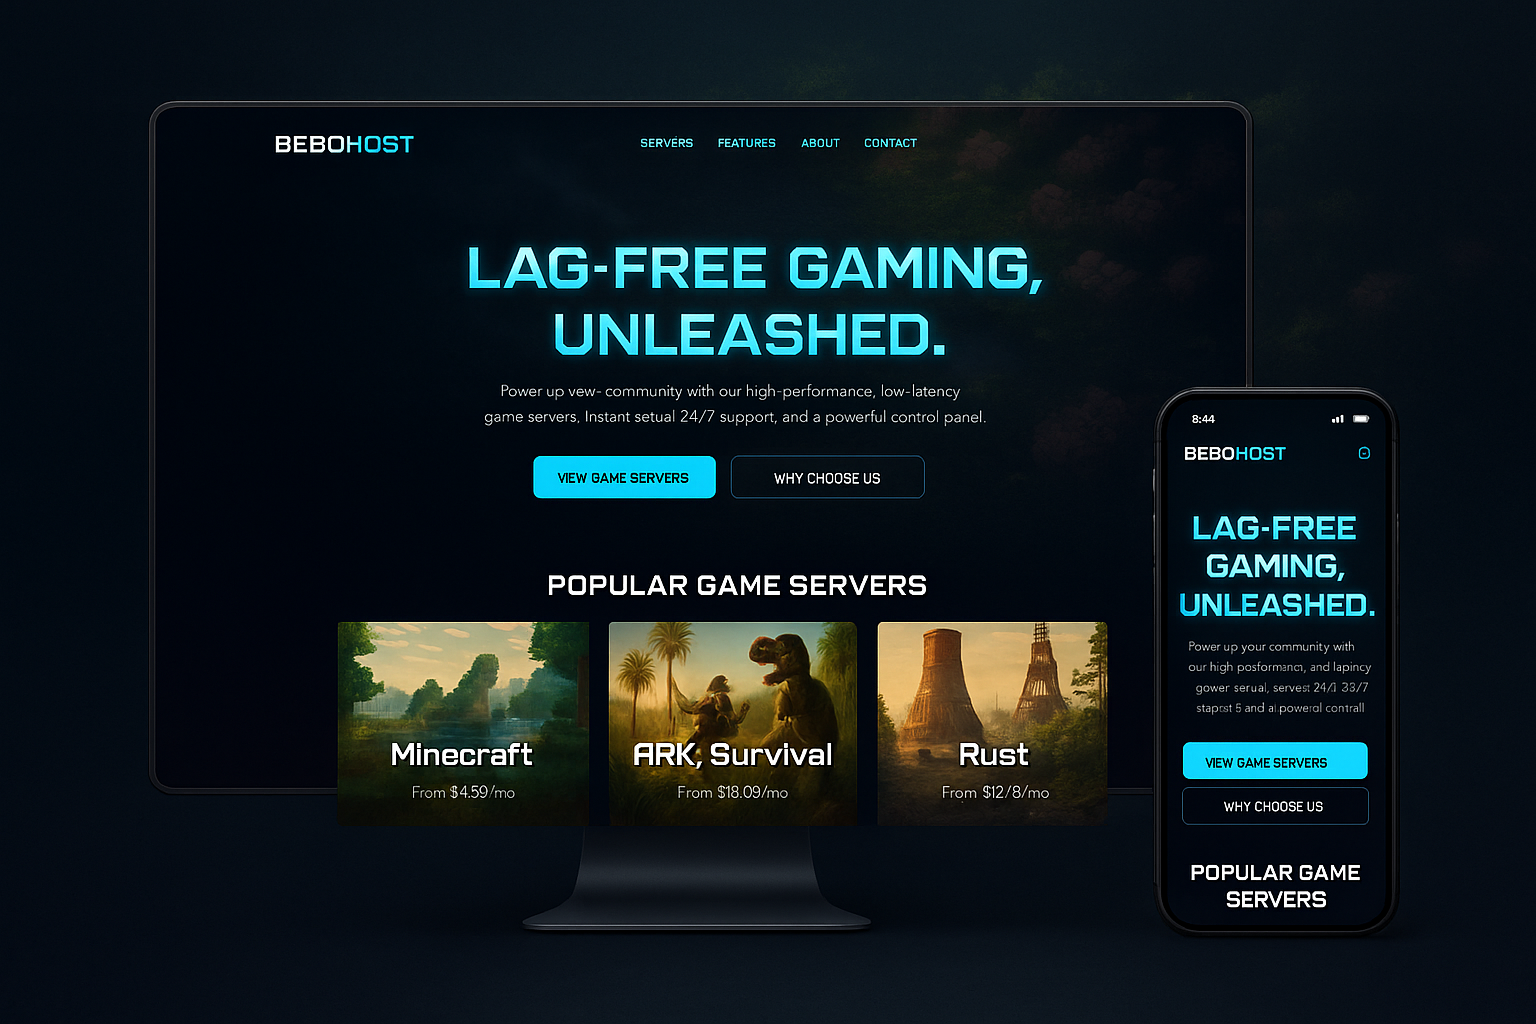 BEBOHOST
SERVERS FEATURES ABOUT CONTACT
LAG-FREE GAMING,
UNLEASHED.
Power up vew- community with our high-performance, low-latency
game servers, Instant setual 24/7 support, and a powerful control panel.
VIEW GAME SERVERS WHY CHOOSE US
POPULAR GAME SERVERS
Minecraft
From $4.59/mo
ARK, Survival
From $18.09/mo
Rust
From $12/8/mo
8:44
BEBOHOST
LAG-FREE
GAMING,
UNLEASHED.
Power up your community with
our high posformancı, and lapincy
gower serual, servest 24/1 33/7
stapıst 5 and al.poweral contrall
VIEW GAME SERVERS
WHY CHOOSE US
POPULAR GAME
SERVERS